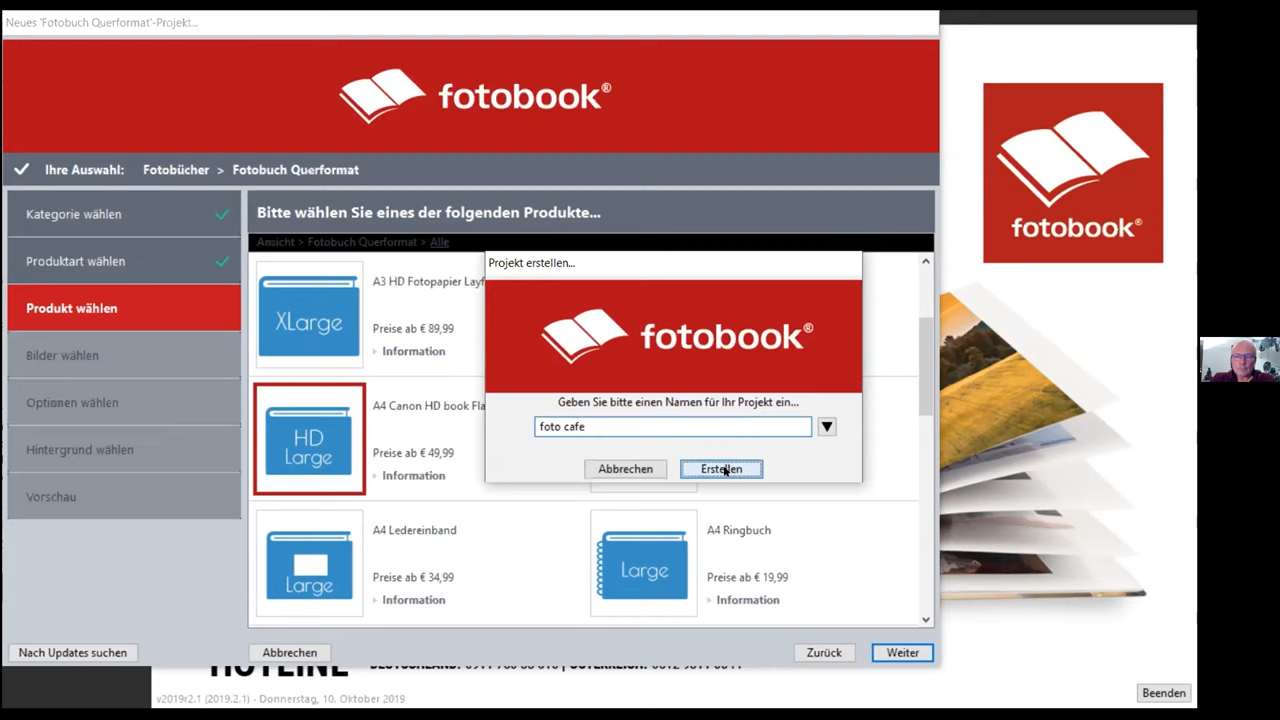 Neues 'Fotobuch Querformat'-Projekt...
fotobook®
Ihre Auswahl: Fotobücher > Fotobuch Querformat
Kategorie wählen
Produktart wählen
Produkt wählen
Bilder wählen
Optionen wählen
Hintergrund wählen
Vorschau
Bitte wählen Sie eines der folgenden Produkte...
Ansicht > Fotobuch Querformat > Alle
XLarge
A3 HD Fotopapier
Preise ab € 89,99
Information
HD
Large
A4 Canon HD book
Preise ab € 49,99
Information
Large
A4 Ledereinband
Preise ab € 34,99
Information
Large
A4 Ringbuch
Preise ab € 19,99
Information
Projekt erstellen...
fotobook®
Geben Sie bitte einen Namen für Ihr Projekt ein...
foto cafe
Abbrechen
Erstellen
Nach Updates suchen
Abbrechen
Zurück
Weiter
fotobook®
HOTLINE
v2019r2.1 (2019.2.1) - Donnerstag, 10. Oktober 2019
Beenden